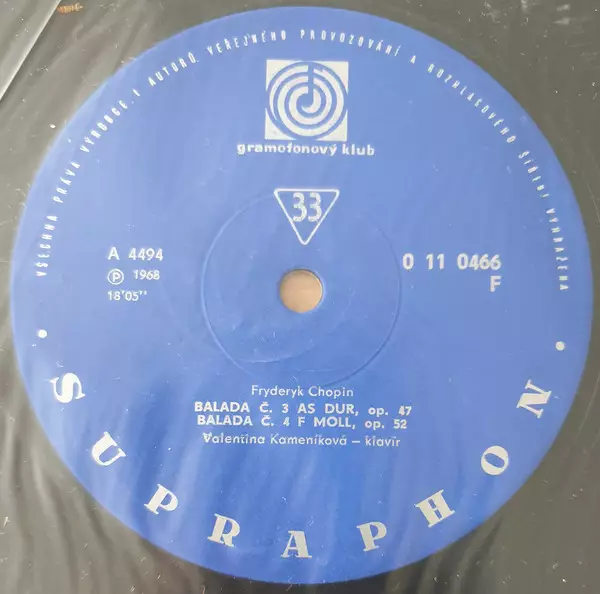 VŠECHNA PRÁVA VÝROBCE I AUTORŮ, VEŘEJNÉHO PROVOZOVÁNÍ A ROZHLASOVÉHO ŠÍŘENÍ VYHRAŽENA
gramofonový klub
33
A 4494
Ⓟ 1968
18'05''
0 11 0466
F
Fryderyk Chopin
BALADA Č. 3 AS DUR, op. 47
BALADA Č. 4 F MOLL, op. 52
Valentina Kameníková – klavír
• SUPRAPHON •